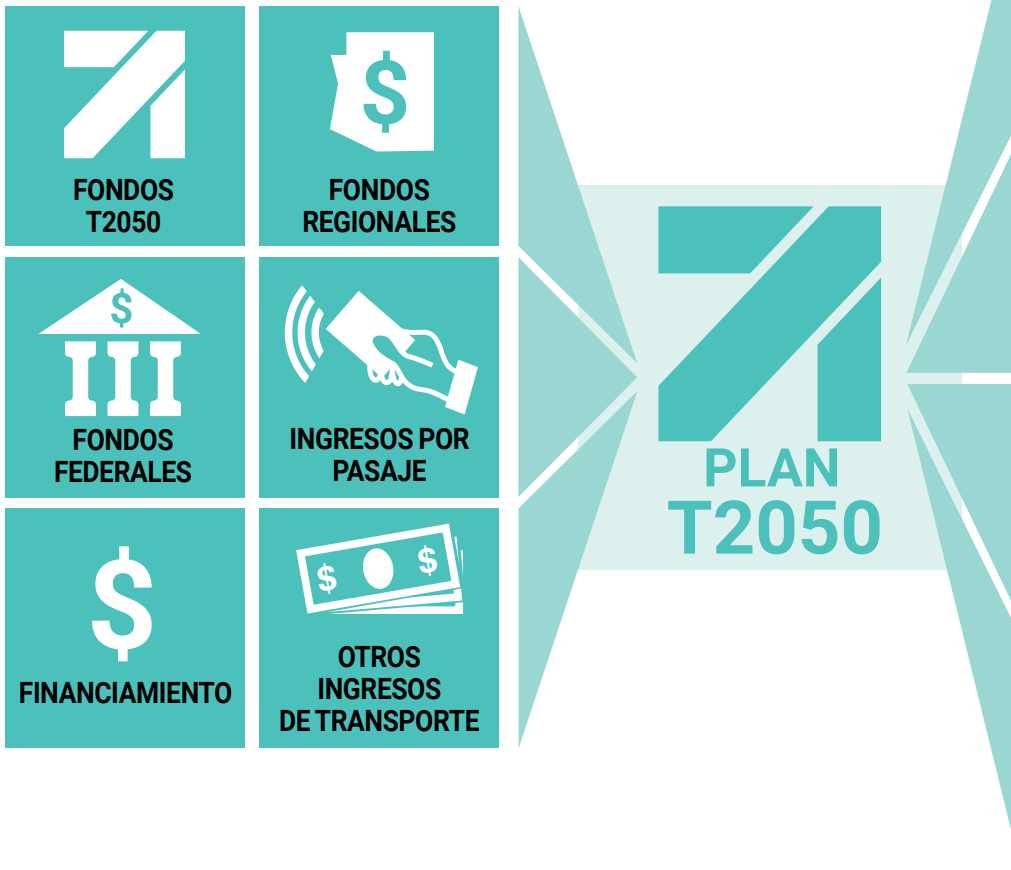 FONDOS
T2050
$
FONDOS
REGIONALES
$
FONDOS
FEDERALES
INGRESOS POR
PASAJE
$
FINANCIAMIENTO
$ $
OTROS
INGRESOS
DE TRANSPORTE
PLAN
T2050